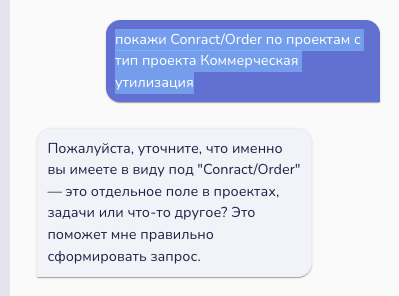 покажи Conract/Order по проектам с
тип проекта Коммерческая
утилизация
Пожалуйста, уточните, что именно
вы имеете в виду под "Conract/Order"
— это отдельное поле в проектах,
задачи или что-то другое? Это
поможет мне правильно
сформировать запрос.